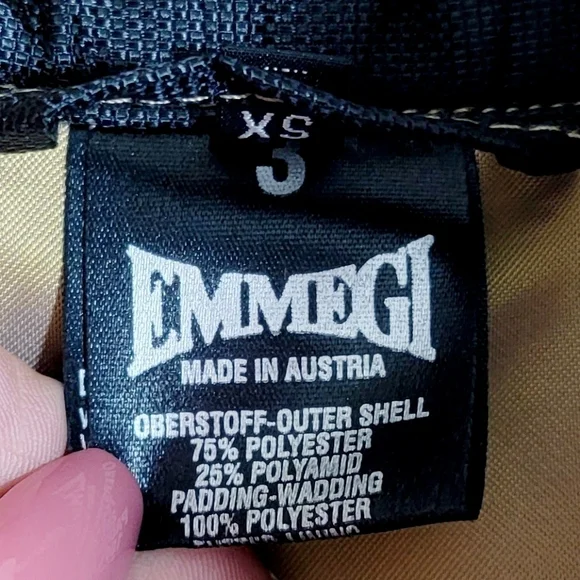 XS
3
EMMEGI
MADE IN AUSTRIA
OBERSTOFF-OUTER SHELL
75% POLYESTER
25% POLYAMID
PADDING-WADDING
100% POLYESTER